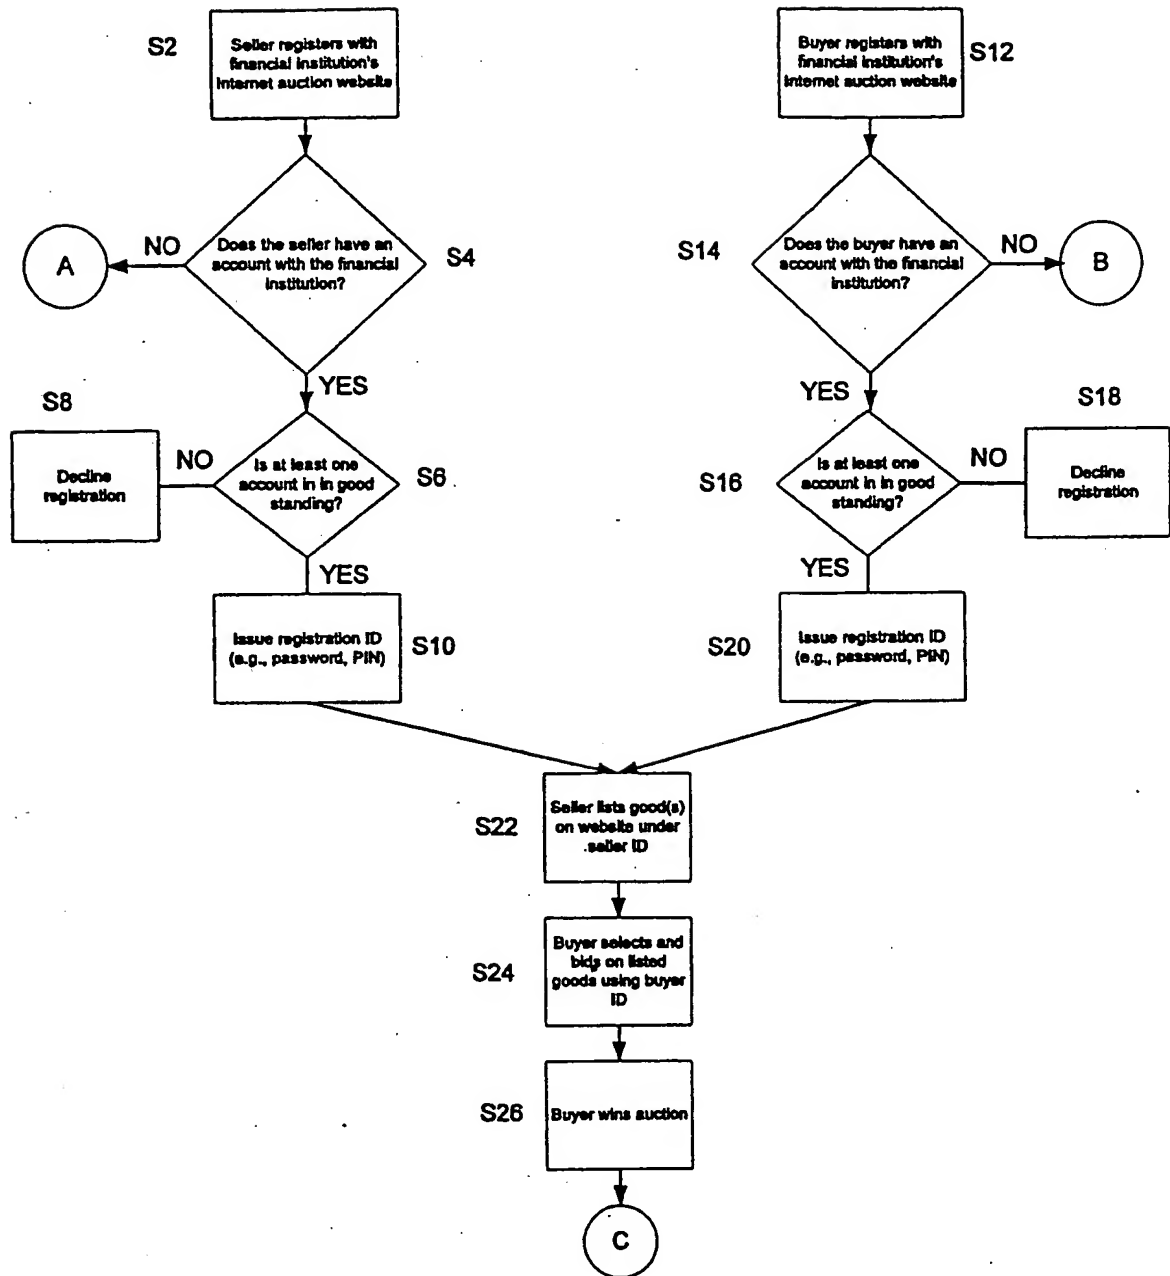 S2
Seller registers with
financial institution's
Internet auction website
Buyer registers with
financial institution's
Internet auction website
S12
A
NO
Does the seller have an
account with the financial
institution?
S4
S14
Does the buyer have an
account with the financial
institution?
NO
B
YES
YES
S8
Decline
registration
NO
Is at least one
account in in good
standing?
S6
S16
Is at least one
account in in good
standing?
NO
S18
Decline
registration
YES
YES
Issue registration ID
(e.g., password, PIN)
S10
S20
Issue registration ID
(e.g., password, PIN)
S22
Seller lists good(s)
on website under
seller ID
S24
Buyer selects and
bids on listed
goods using buyer
ID
S26
Buyer wins auction
C